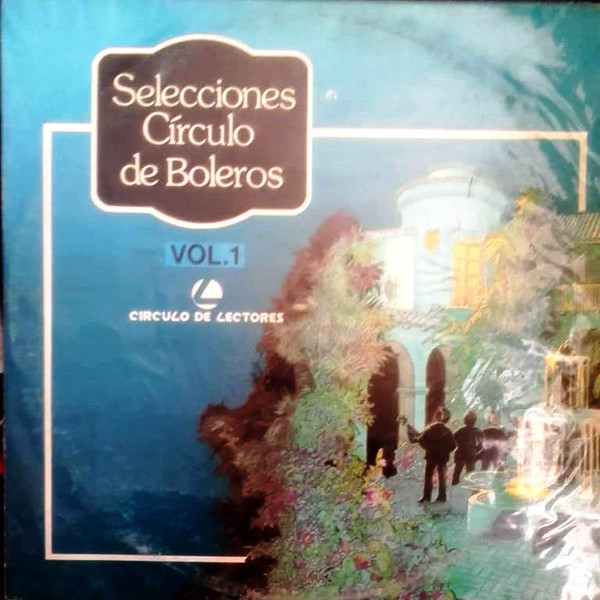 Selecciones
Círculo
de Boleros
VOL.1
CIRCULO DE LECTORES